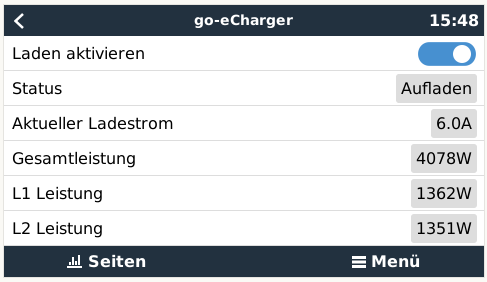 go-eCharger 15:48
Laden aktivieren
Status Aufladen
Aktueller Ladestrom 6.0A
Gesamtleistung 4078W
L1 Leistung 1362W
L2 Leistung 1351W
Seiten Menü